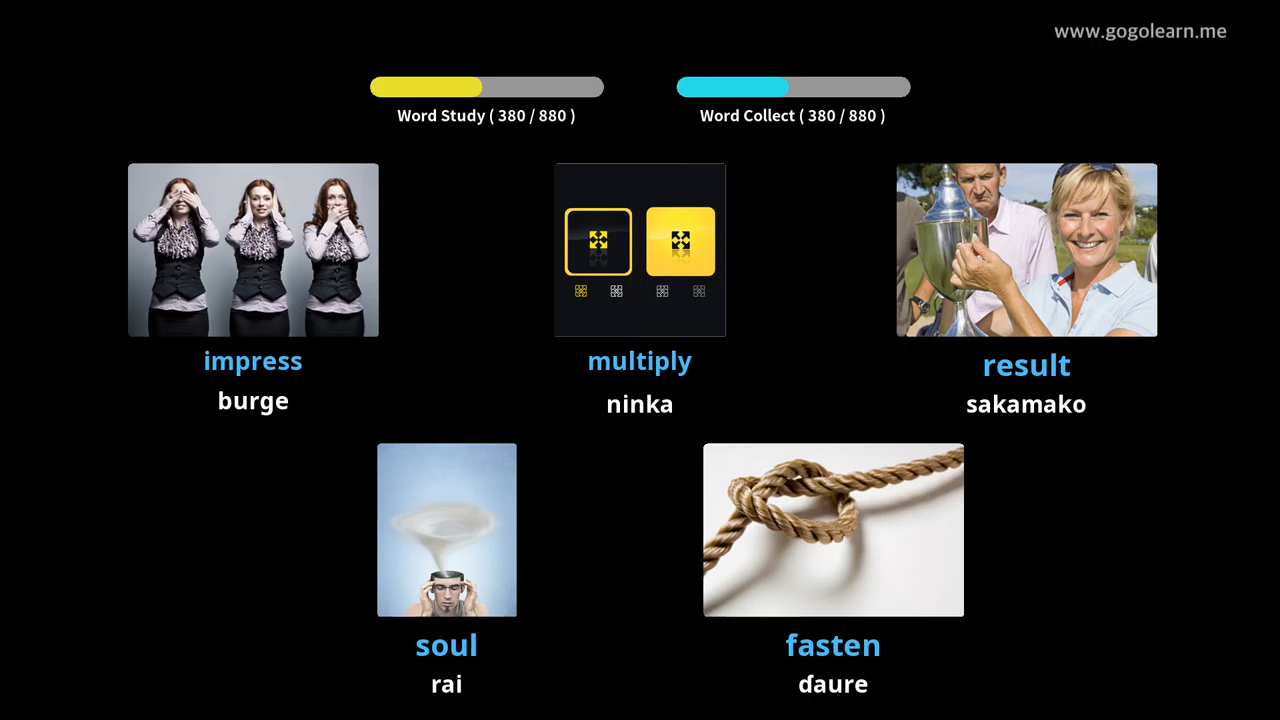 www.gogolearn.me
Word Study ( 380 / 880 )
Word Collect ( 380 / 880 )
impress
burge
multiply
ninka
result
sakamako
soul
rai
fasten
ɗaure